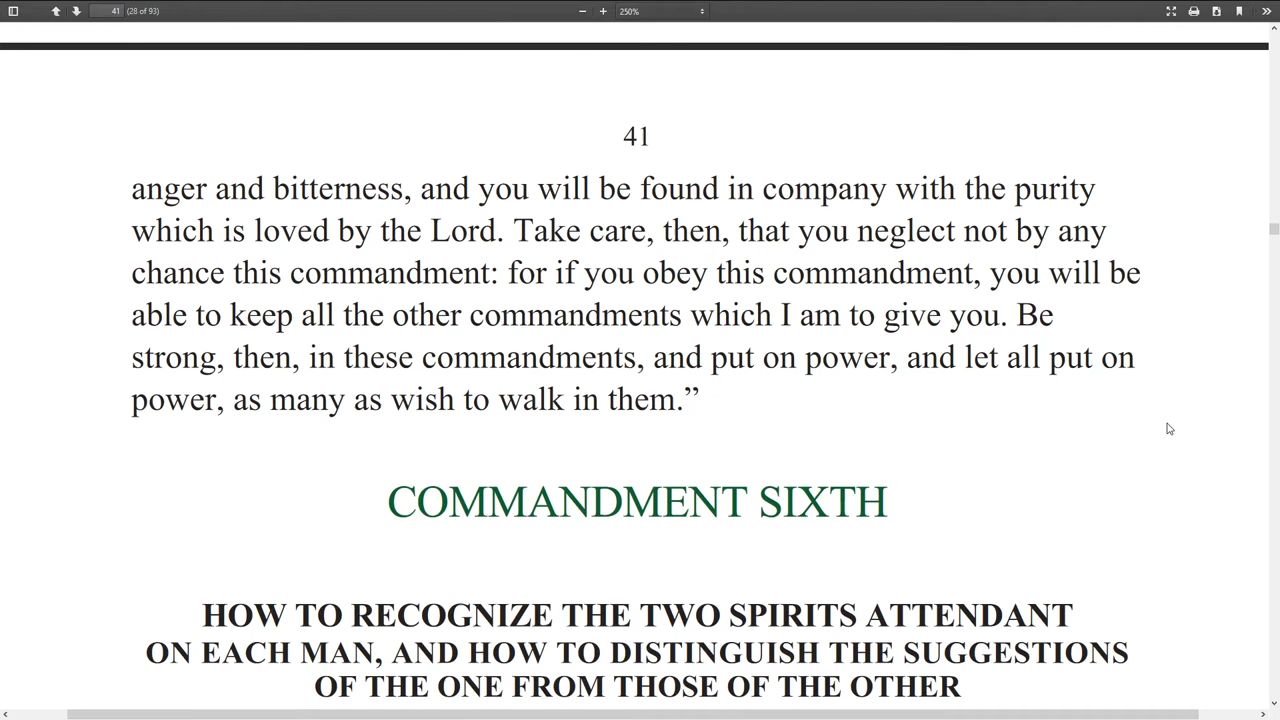 41
(28 of 93)
250%
41
anger and bitterness, and you will be found in company with the purity
which is loved by the Lord. Take care, then, that you neglect not by any
chance this commandment: for if you obey this commandment, you will be
able to keep all the other commandments which I am to give you. Be
strong, then, in these commandments, and put on power, and let all put on
power, as many as wish to walk in them.”
COMMANDMENT SIXTH
HOW TO RECOGNIZE THE TWO SPIRITS ATTENDANT
ON EACH MAN, AND HOW TO DISTINGUISH THE SUGGESTIONS
OF THE ONE FROM THOSE OF THE OTHER